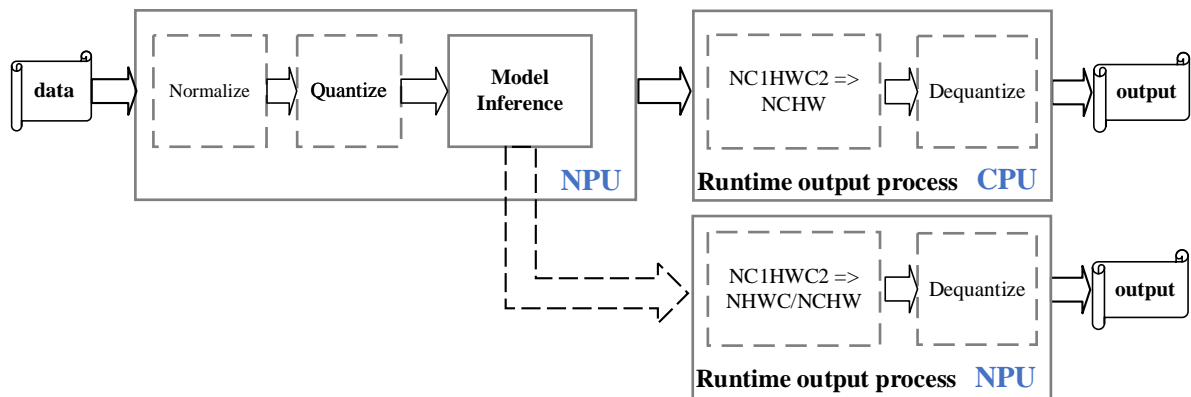 data
Normalize
Quantize
Model
Inference
NPU
NC1HWC2 =>
NCHW
Dequantize
Runtime output process CPU
output
NC1HWC2 =>
NHWC/NCHW
Dequantize
Runtime output process NPU
output